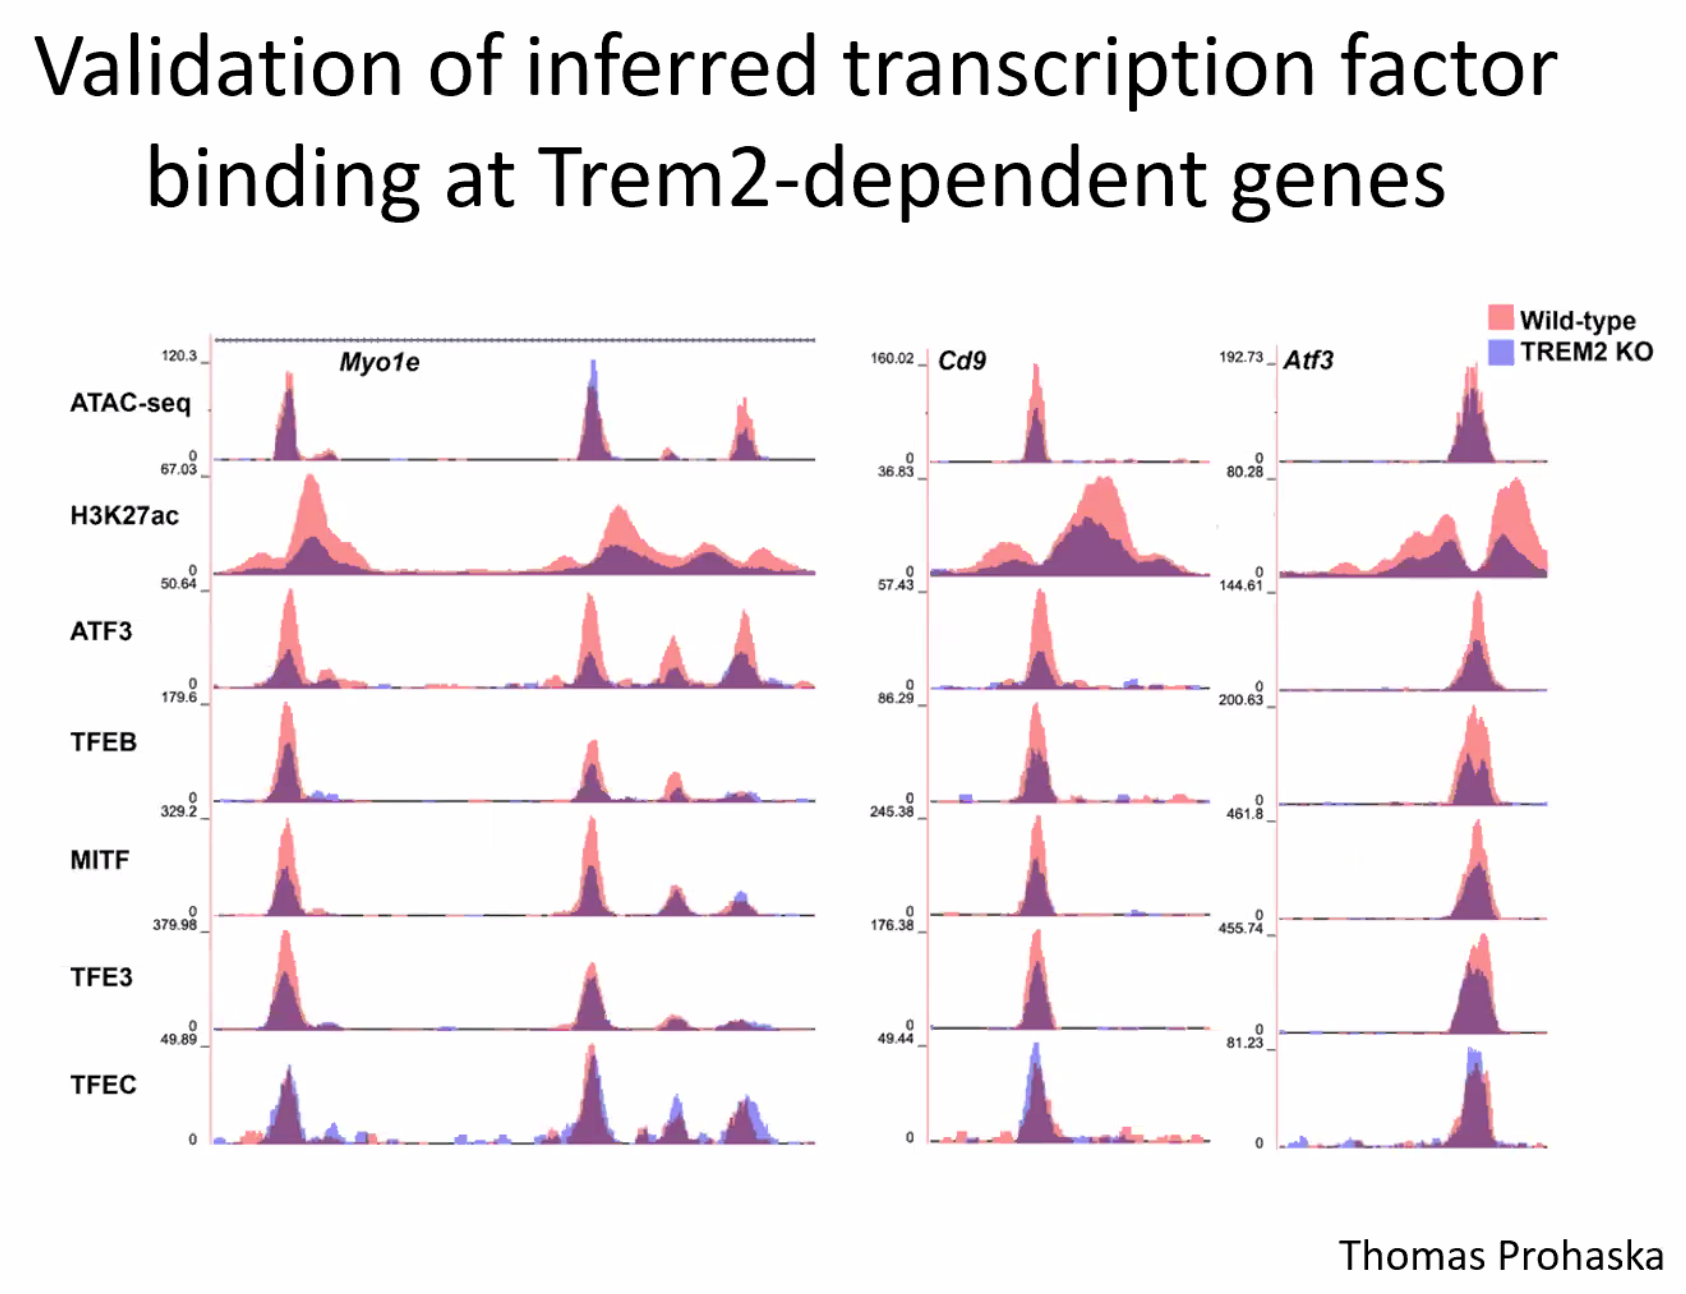 Validation of inferred transcription factor
binding at Trem2-dependent genes
Wild-type
TREM2 KO
Myo1e
Cd9
Atf3
ATAC-seq
120.3
0
160.02
0
192.73
0
H3K27ac
67.03
0
36.83
0
80.28
0
ATF3
50.64
0
57.43
0
144.61
0
TFEB
179.6
0
86.29
0
200.63
0
MITF
329.2
0
245.38
0
461.8
0
TFE3
379.98
0
176.38
0
455.74
0
TFEC
49.89
0
49.44
0
81.23
0
Thomas Prohaska